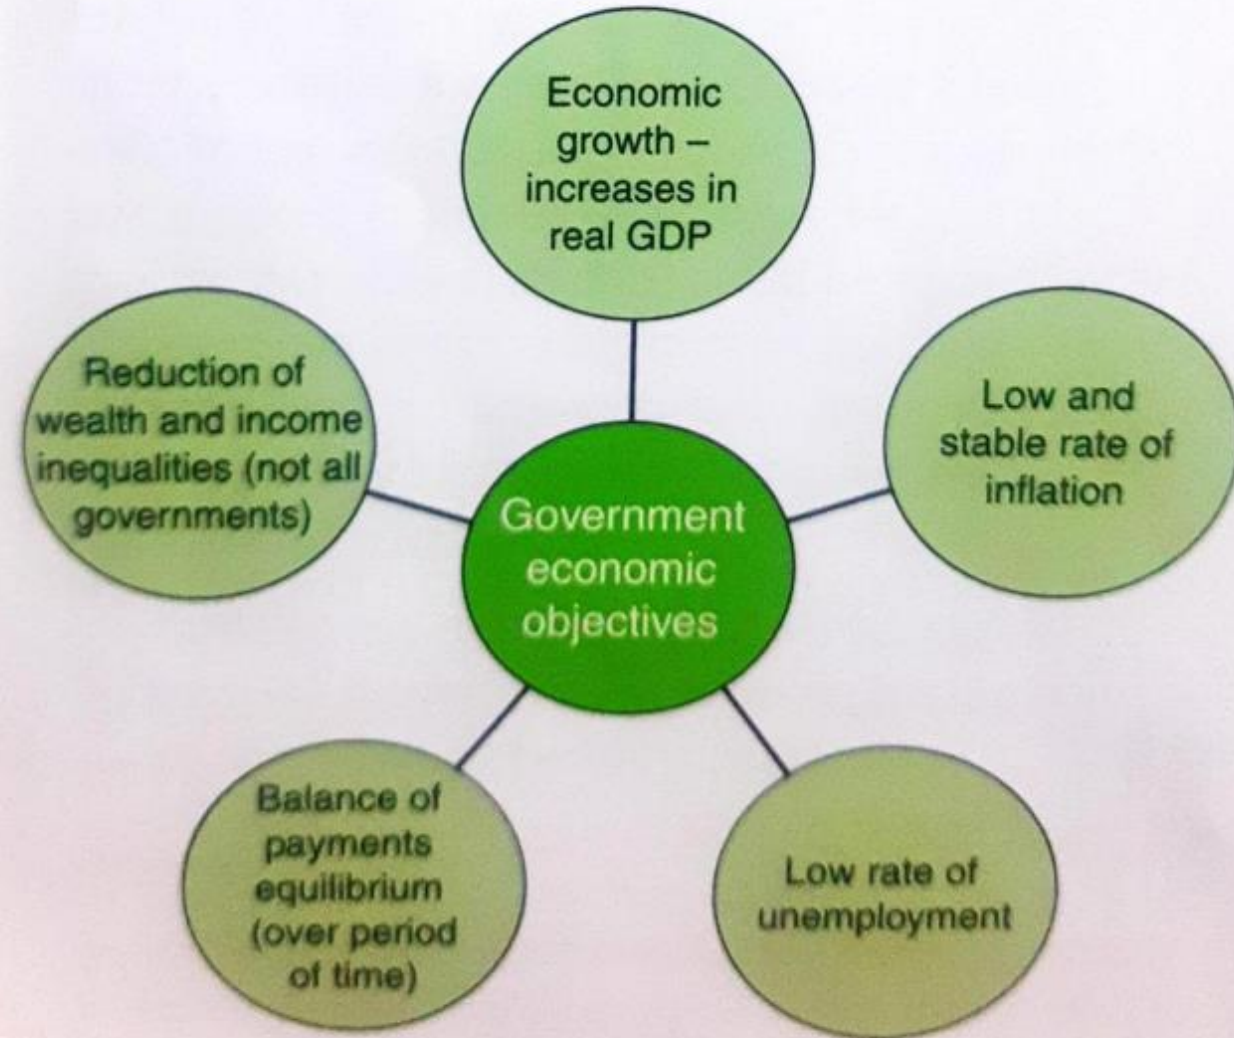 Economic
growth –
increases in
real GDP
Reduction of
wealth and income
inequalities (not all
governments)
Low and
stable rate of
inflation
Government
economic
objectives
Balance of
payments
equilibrium
(over period
of time)
Low rate of
unemployment